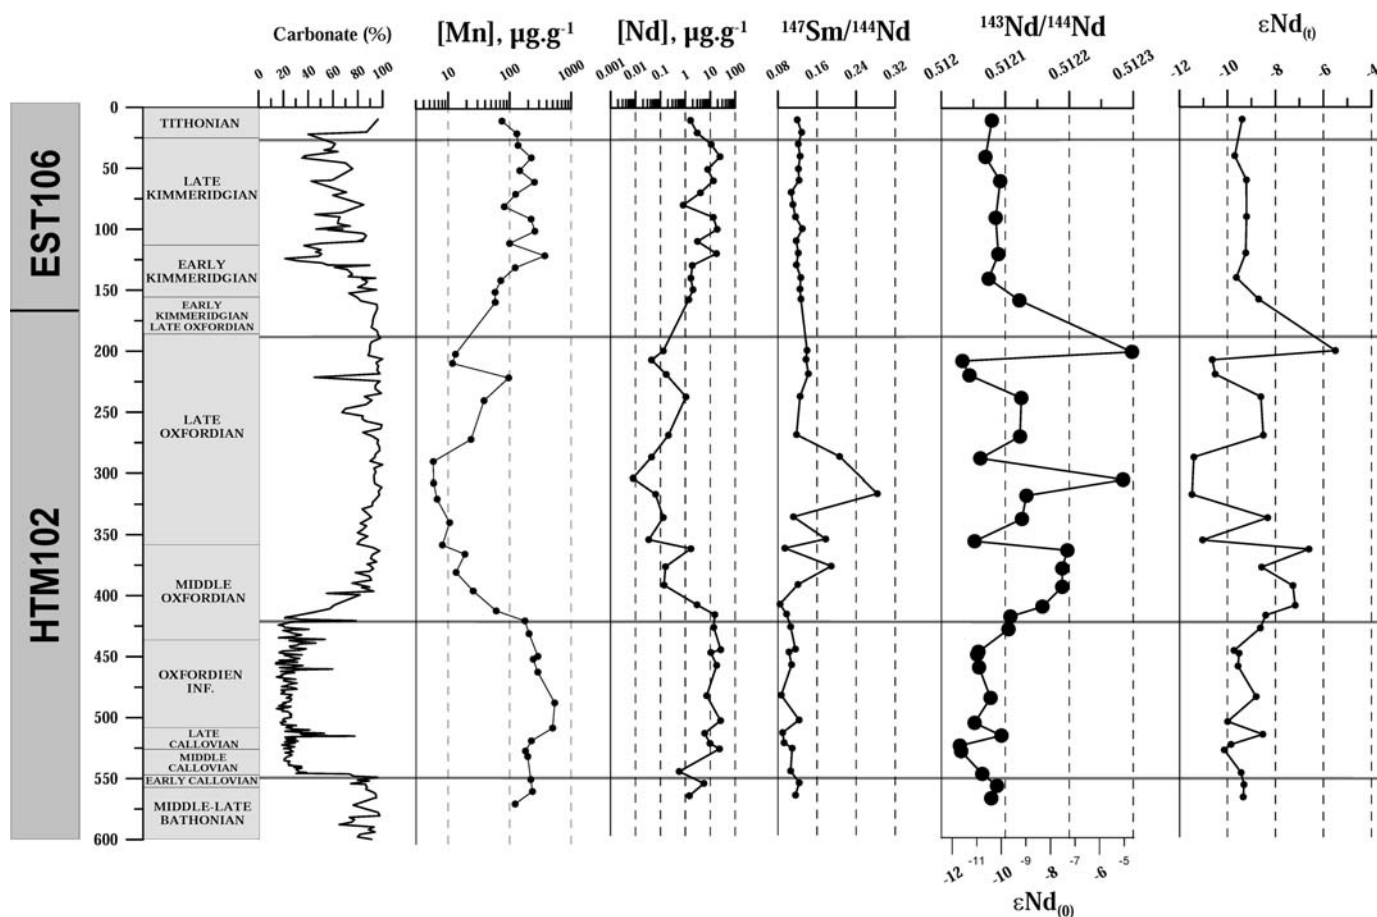 Carbonate (%)
[Mn], µg.g-1
[Nd], µg.g-1
147Sm/144Nd
143Nd/144Nd
εNd(t)
0 20 40 60 80 100
10 100 1000
0.001 0.01 0.1 1 10 100
0.08 0.16 0.24 0.32
0.512 0.5121 0.5122 0.5123
-12 -10 -8 -6 -4
EST106
HTM102
0
50
100
150
200
250
300
350
400
450
500
550
600
TITHONIAN
LATE
KIMMERIDGIAN
EARLY
KIMMERIDGIAN
EARLY
KIMMERIDGIAN
LATE OXFORDIAN
LATE
OXFORDIAN
MIDDLE
OXFORDIAN
OXFORDIEN
INF.
LATE
CALLOVIAN
MIDDLE
CALLOVIAN
EARLY CALLOVIAN
MIDDLE-LATE
BATHONIAN
-12 -11 -10 -9 -8 -7 -6 -5
εNd(0)